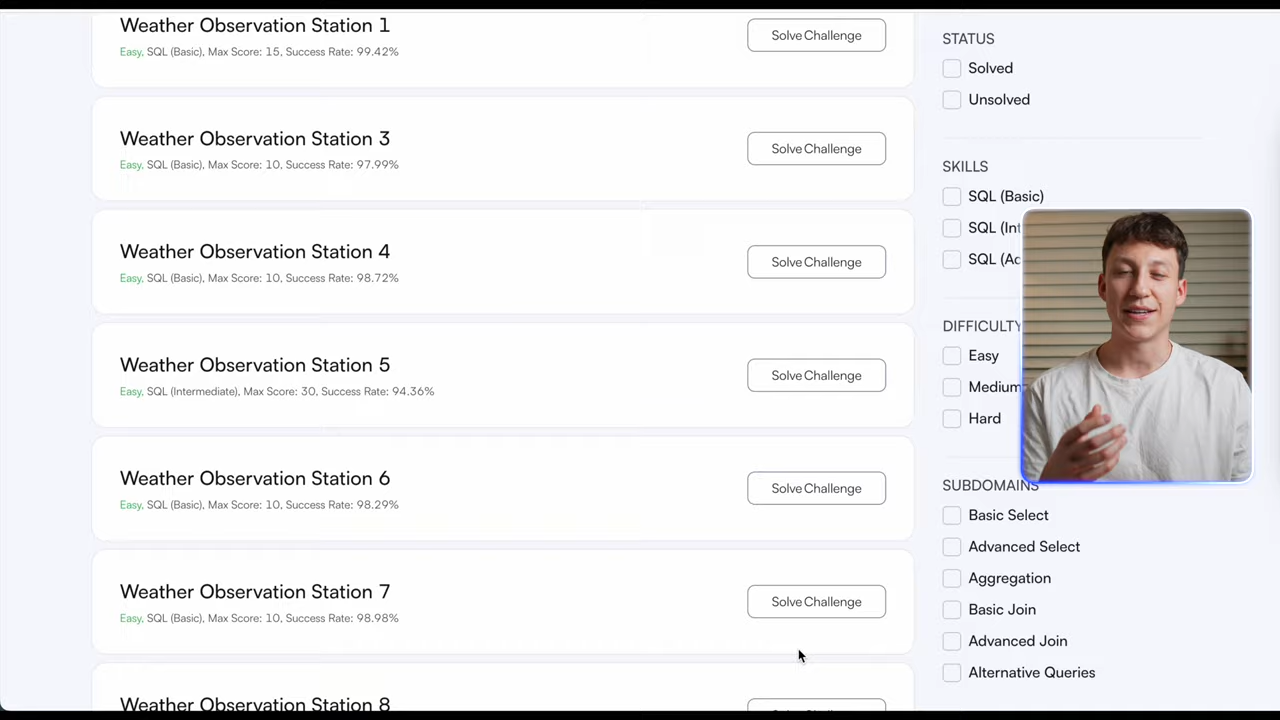 Weather Observation Station 1
Easy, SQL (Basic), Max Score: 15, Success Rate: 99.42%
Solve Challenge
Weather Observation Station 3
Easy, SQL (Basic), Max Score: 10, Success Rate: 97.99%
Solve Challenge
Weather Observation Station 4
Easy, SQL (Basic), Max Score: 10, Success Rate: 98.72%
Solve Challenge
Weather Observation Station 5
Easy, SQL (Intermediate), Max Score: 30, Success Rate: 94.36%
Solve Challenge
Weather Observation Station 6
Easy, SQL (Basic), Max Score: 10, Success Rate: 98.29%
Solve Challenge
Weather Observation Station 7
Easy, SQL (Basic), Max Score: 10, Success Rate: 98.98%
Solve Challenge
Weather Observation Station 8
STATUS
Solved
Unsolved
SKILLS
SQL (Basic)
SQL (Int
SQL (Ad
DIFFICULTY
Easy
Medium
Hard
SUBDOMAINS
Basic Select
Advanced Select
Aggregation
Basic Join
Advanced Join
Alternative Queries